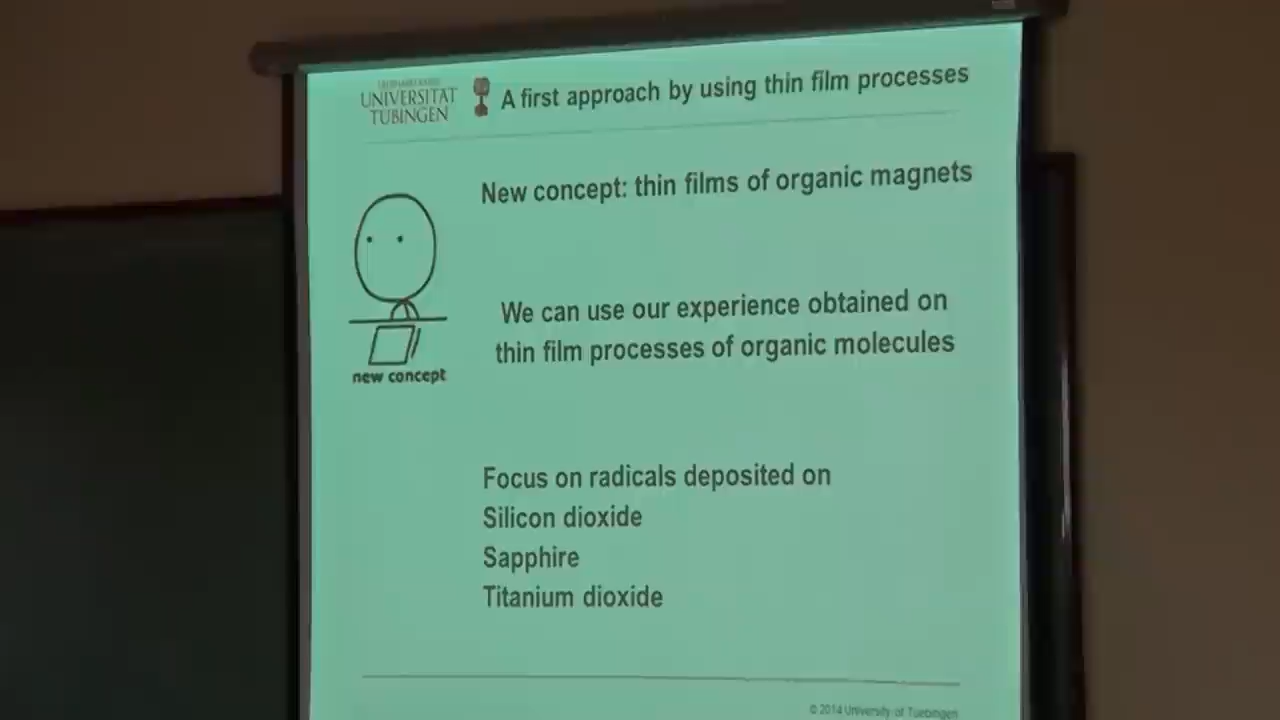 UNIVERSITAT
TUBINGEN
A first approach by using thin film processes
New concept: thin films of organic magnets
We can use our experience obtained on
thin film processes of organic molecules
new concept
Focus on radicals deposited on
Silicon dioxide
Sapphire
Titanium dioxide
© 2014 University of Tuebingen